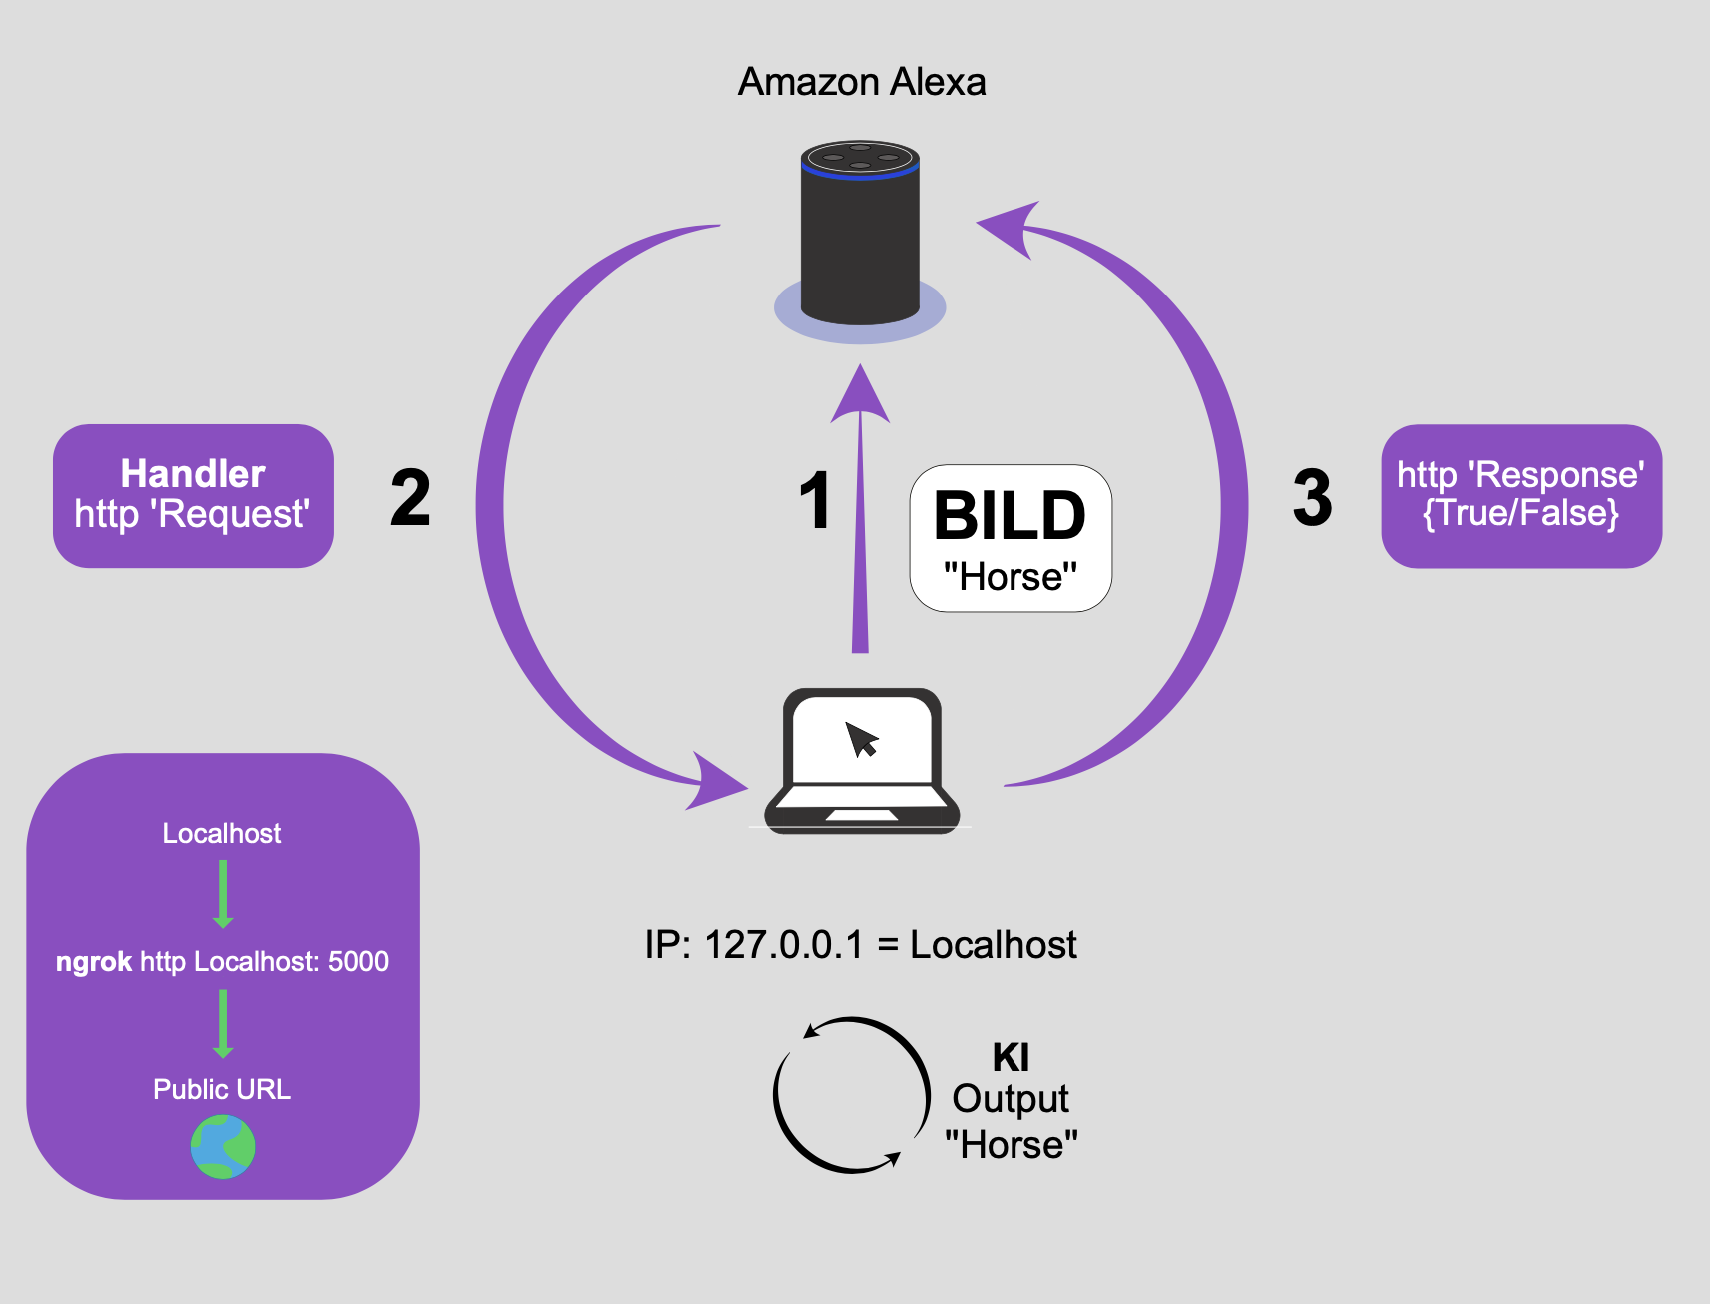 Amazon Alexa
Handler
http 'Request'
2
1
BILD
"Horse"
3
http 'Response'
{True/False}
Localhost
ngrok http Localhost: 5000
Public URL
IP: 127.0.0.1 = Localhost
KI
Output
"Horse"